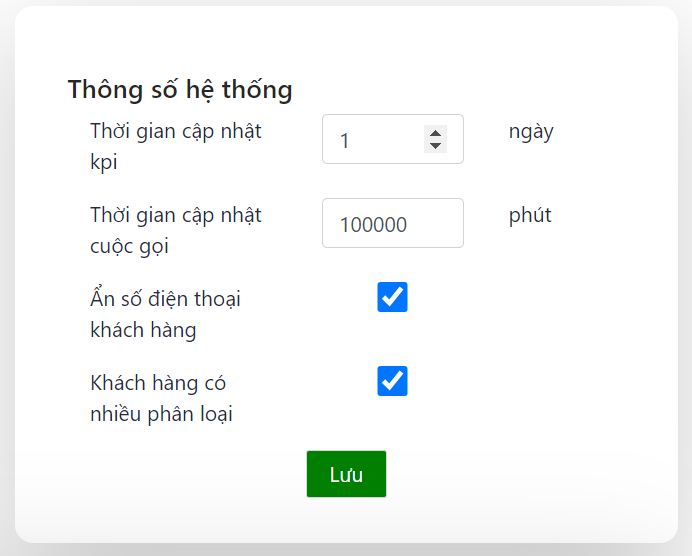 Thông số hệ thống
Thời gian cập nhật
kpi
1
ngày
Thời gian cập nhật
cuộc gọi
100000
phút
Ẩn số điện thoại
khách hàng
Khách hàng có
nhiều phân loại
Lưu